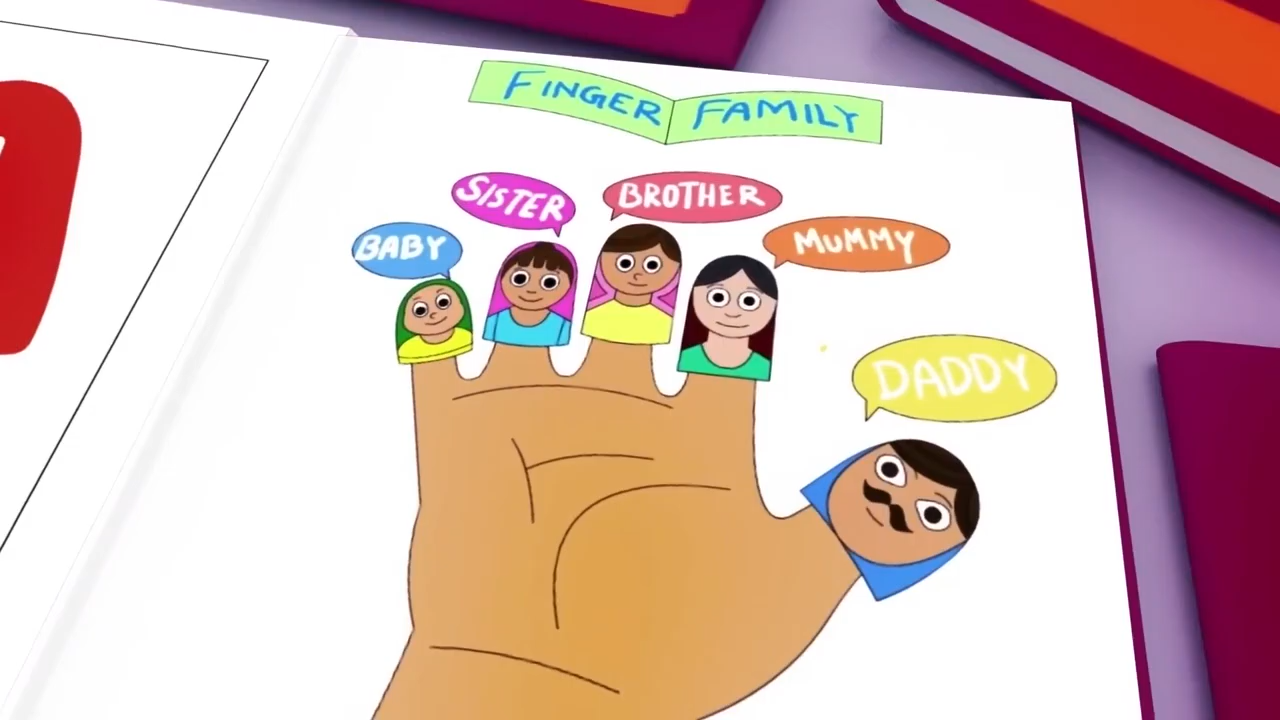 FINGER FAMILY
SISTER
BROTHER
BABY
MUMMY
DADDY